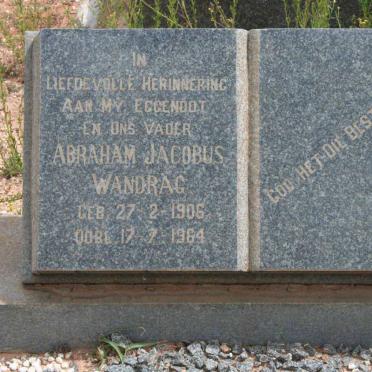 IN
LIEFDEVOLLE HERINNERING
AAN MY EGGENOOT
EN ONS VADER
ABRAHAM JACOBUS
WANDRAG
GEB. 27-2-1906
OORL. 17-7-1964
GOD HET DIE BES